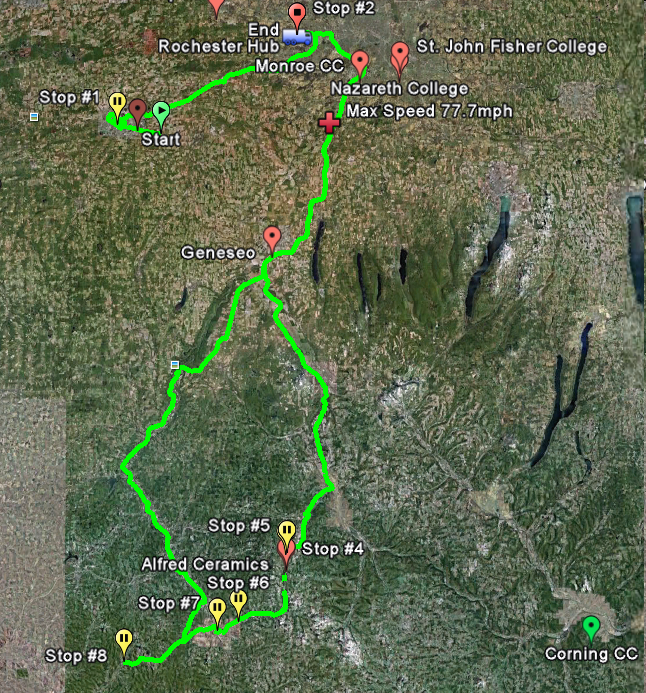 Stop #2
End
Rochester Hub
St. John Fisher College
Monroe CC
Nazareth College
Stop #1
Max Speed 77.7mph
Start
Geneseo
Stop #5
Stop #4
Alfred Ceramics
Stop #6
Stop #7
Stop #8
Corning CC